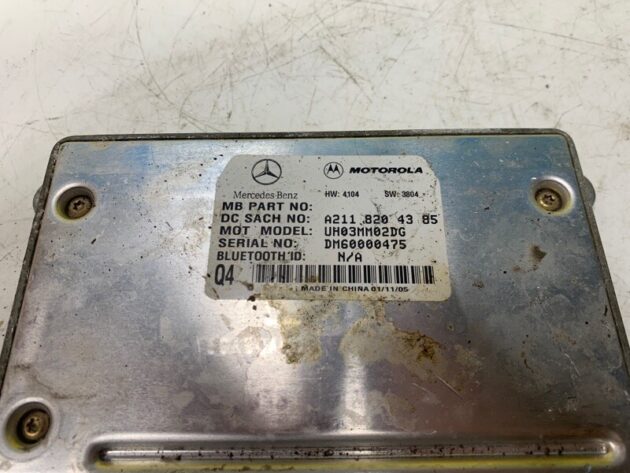 Mercedes-Benz
MOTOROLA
HW: 4104 SW: 3804
MB PART NO:
DC SACH NO: A211 820 43 85
MOT MODEL: UH03MM02DG
SERIAL NO: DM60000475
BLUETOOTH ID: N/A
Q4
MADE IN CHINA 01/11/05